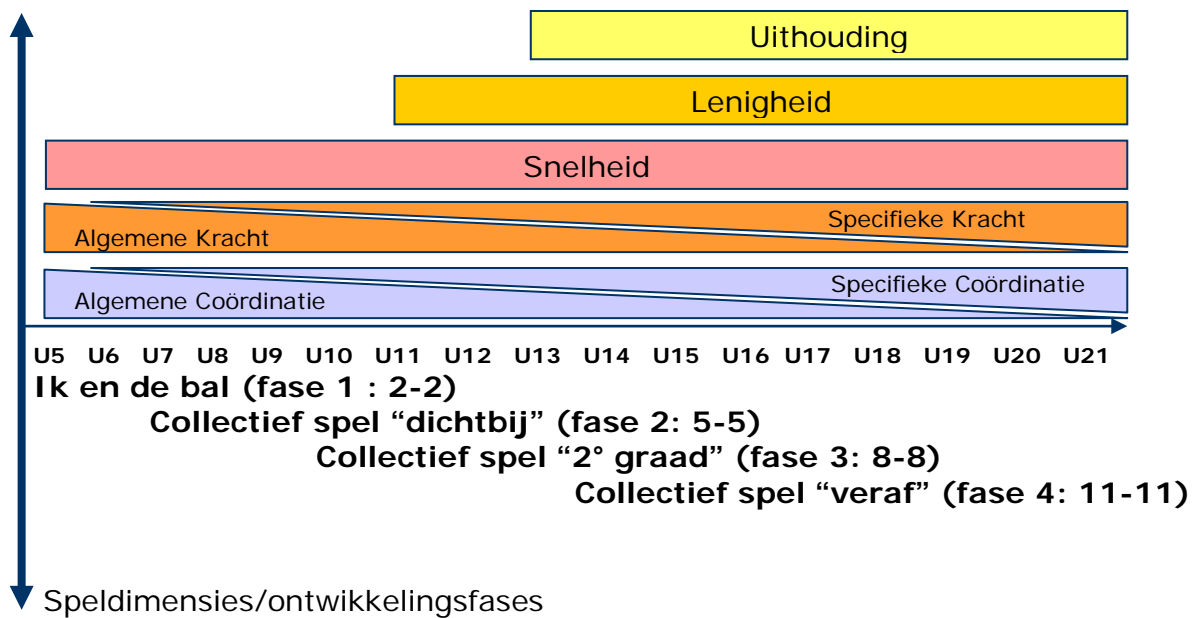 Uithouding
Lenigheid
Snelheid
Specifieke Kracht
Algemene Kracht
Specifieke Coördinatie
Algemene Coördinatie
U5 U6 U7 U8 U9 U10 U11 U12 U13 U14 U15 U16 U17 U18 U19 U20 U21
Ik en de bal (fase 1 : 2-2)
Collectief spel “dichtbij” (fase 2: 5-5)
Collectief spel “2° graad” (fase 3: 8-8)
Collectief spel “veraf” (fase 4: 11-11)
Speldimensies/ontwikkelingsfases